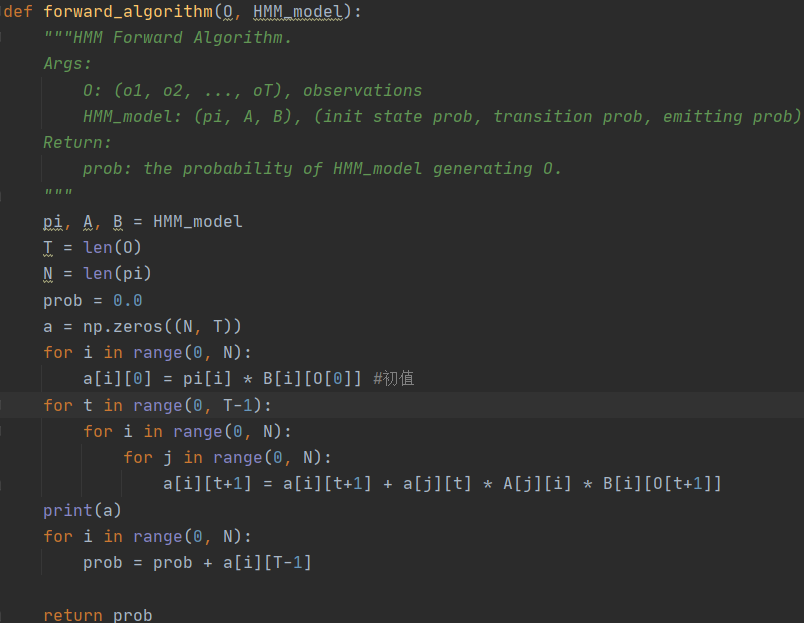 def forward_algorithm(O, HMM_model):
    """HMM Forward Algorithm.
    Args:
        O: (o1, o2, ..., oT), observations
        HMM_model: (pi, A, B), (init state prob, transition prob, emitting prob)
    Return:
        prob: the probability of HMM_model generating O.
    """
    pi, A, B = HMM_model
    T = len(O)
    N = len(pi)
    prob = 0.0
    a = np.zeros((N, T))
    for i in range(0, N):
        a[i][0] = pi[i] * B[i][O[0]] #初值
    for t in range(0, T-1):
        for i in range(0, N):
            for j in range(0, N):
                a[i][t+1] = a[i][t+1] + a[j][t] * A[j][i] * B[i][O[t+1]]
    print(a)
    for i in range(0, N):
        prob = prob + a[i][T-1]
    return prob